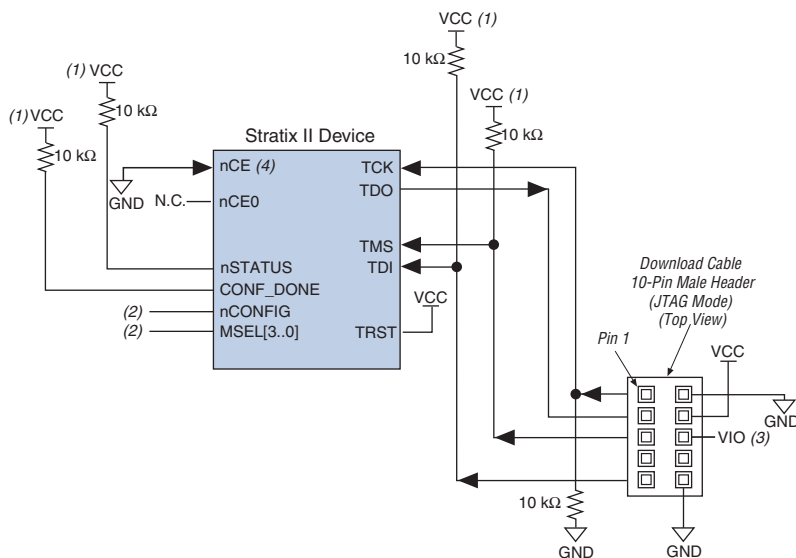 VCC (1)
10 kΩ
(1) VCC
10 kΩ
VCC (1)
10 kΩ
(1) VCC
10 kΩ
Stratix II Device
nCE (4)
TCK
GND
TDO
N.C.
nCE0
TMS
nSTATUS
TDI
CONF_DONE
VCC
(2)
nCONFIG
(2)
MSEL[3..0]
TRST
Download Cable
10-Pin Male Header
(JTAG Mode)
(Top View)
Pin 1
VCC
GND
VIO (3)
10 kΩ
GND
GND